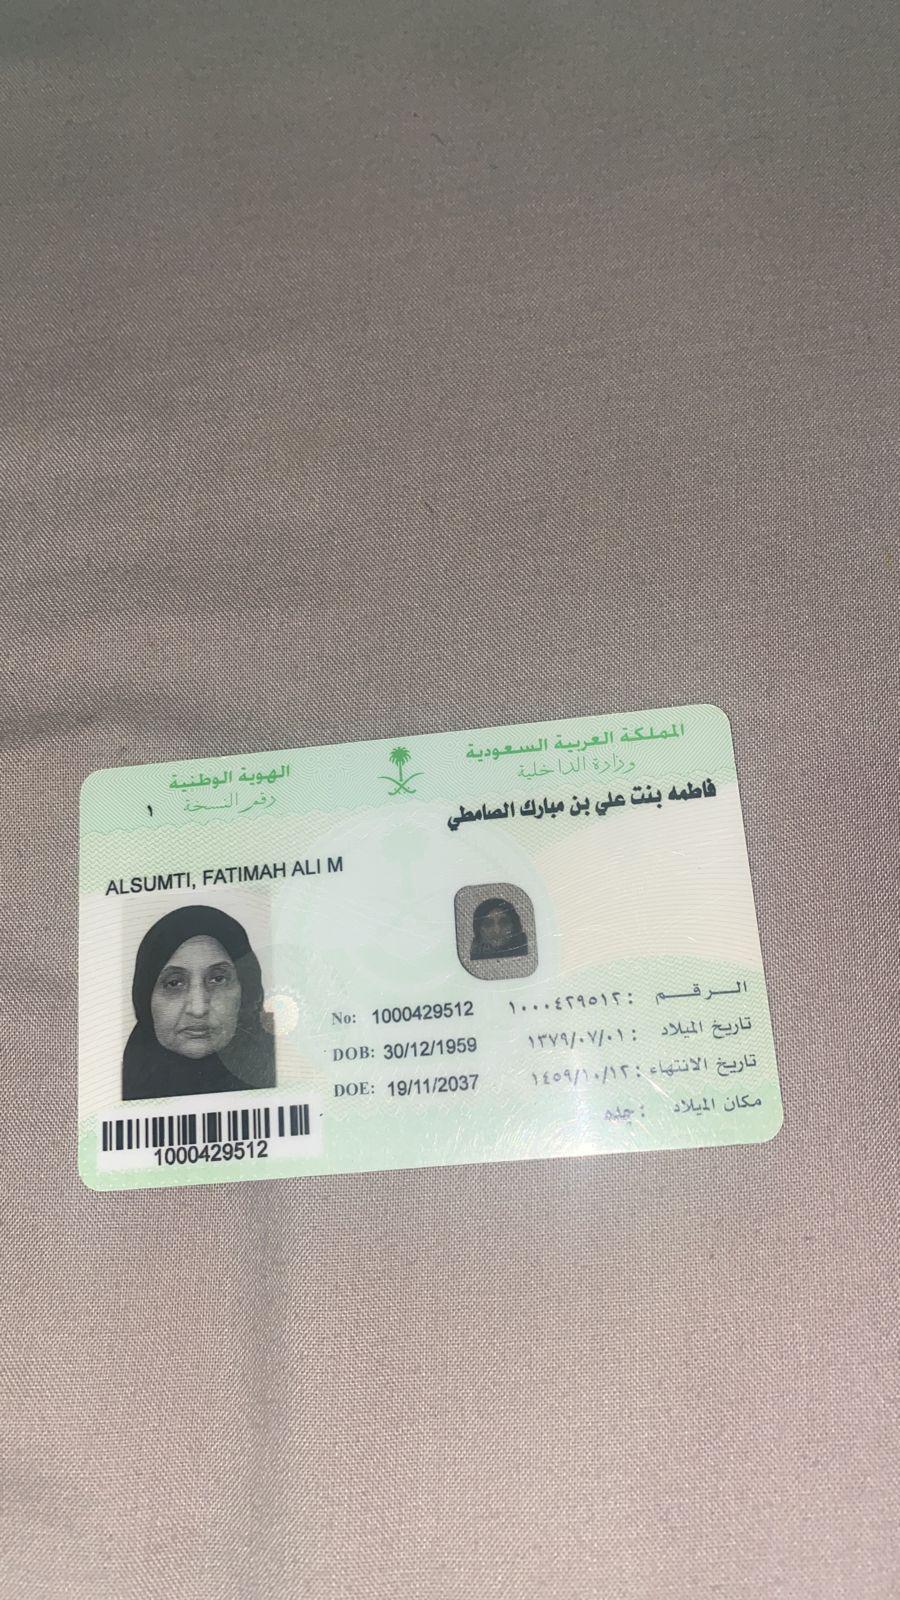 المملكة العربية السعودية
وزارة الداخلية
الهوية الوطنية
رقم النسخة ١
فاطمه بنت علي بن مبارك الصامطي
ALSUMTI, FATIMAH ALI M
الـــرقـــم : ١٠٠٠٤٢٩٥١٢
No: 1000429512
تاريخ الميلاد : ١٣٧٩/٠٧/٠١
DOB: 30/12/1959
تاريخ الانتهاء : ١٤٥٩/١٠/١٢
DOE: 19/11/2037
مكان الميلاد : جده
1000429512